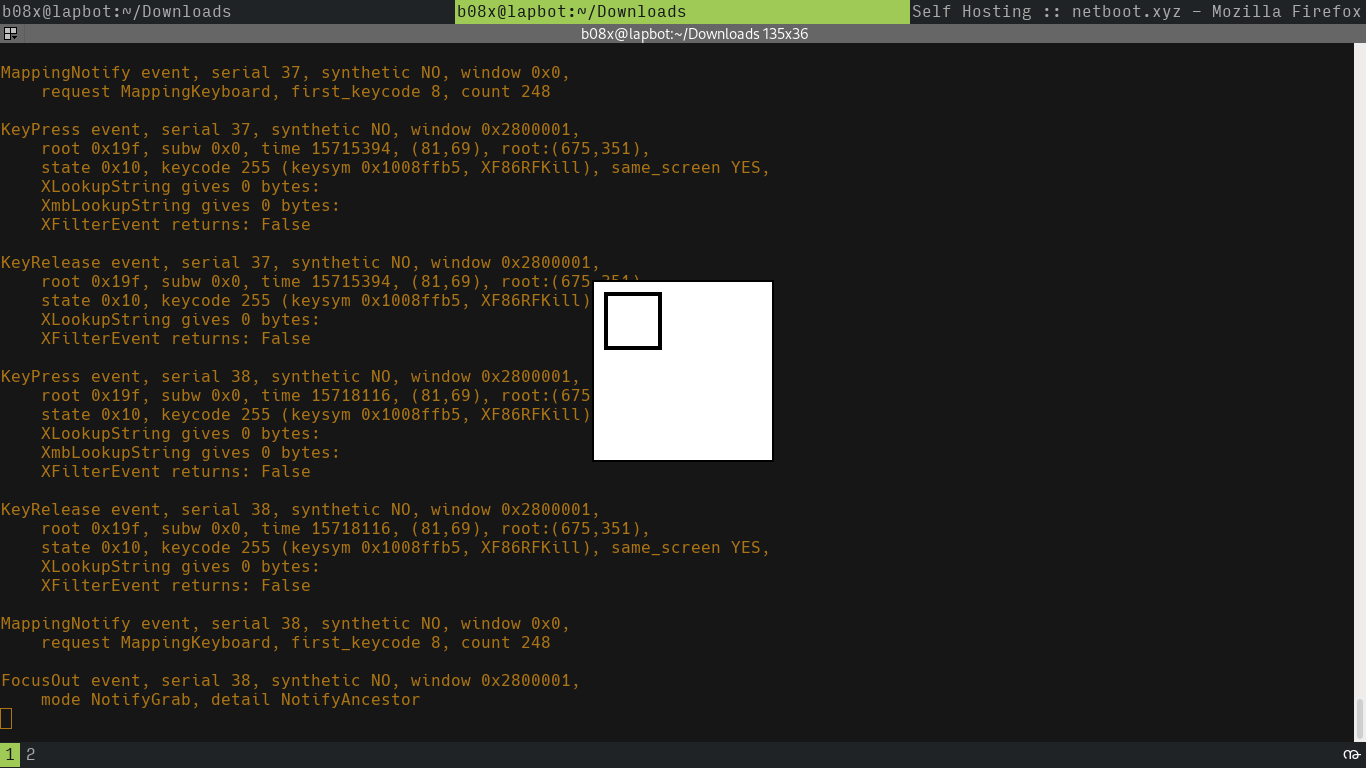 b08x@lapbot:~/Downloads
b08x@lapbot:~/Downloads
Self Hosting :: netboot.xyz — Mozilla Firefox
b08x@lapbot:~/Downloads 135x36
MappingNotify event, serial 37, synthetic NO, window 0x0,
    request MappingKeyboard, first_keycode 8, count 248
KeyPress event, serial 37, synthetic NO, window 0x2800001,
    root 0x19f, subw 0x0, time 15715394, (81,69), root:(675,351),
    state 0x10, keycode 255 (keysym 0x1008ffb5, XF86RFKill), same_screen YES,
    XLookupString gives 0 bytes:
    XmbLookupString gives 0 bytes:
    XFilterEvent returns: False
KeyRelease event, serial 37, synthetic NO, window 0x2800001,
    root 0x19f, subw 0x0, time 15715394, (81,69), root:(675,351),
    state 0x10, keycode 255 (keysym 0x1008ffb5, XF86RFKill)
    XLookupString gives 0 bytes:
    XFilterEvent returns: False
KeyPress event, serial 38, synthetic NO, window 0x2800001,
    root 0x19f, subw 0x0, time 15718116, (81,69), root:(675
    state 0x10, keycode 255 (keysym 0x1008ffb5, XF86RFKill)
    XLookupString gives 0 bytes:
    XmbLookupString gives 0 bytes:
    XFilterEvent returns: False
KeyRelease event, serial 38, synthetic NO, window 0x2800001,
    root 0x19f, subw 0x0, time 15718116, (81,69), root:(675,351),
    state 0x10, keycode 255 (keysym 0x1008ffb5, XF86RFKill), same_screen YES,
    XLookupString gives 0 bytes:
    XFilterEvent returns: False
MappingNotify event, serial 38, synthetic NO, window 0x0,
    request MappingKeyboard, first_keycode 8, count 248
FocusOut event, serial 38, synthetic NO, window 0x2800001,
    mode NotifyGrab, detail NotifyAncestor
1 2